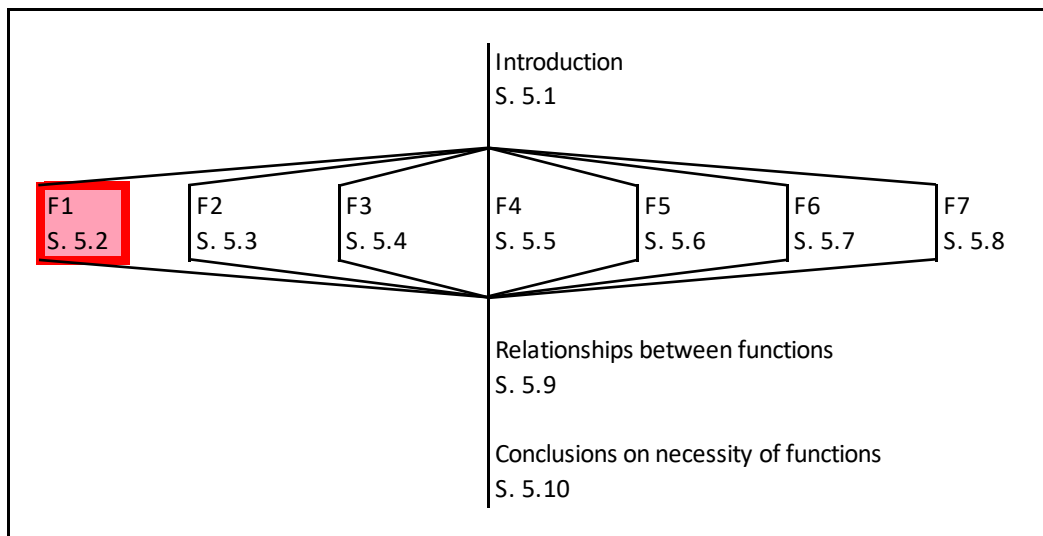 Introduction
S. 5.1
F1
S. 5.2
F2
S. 5.3
F3
S. 5.4
F4
S. 5.5
F5
S. 5.6
F6
S. 5.7
F7
S. 5.8
Relationships between functions
S. 5.9
Conclusions on necessity of functions
S. 5.10